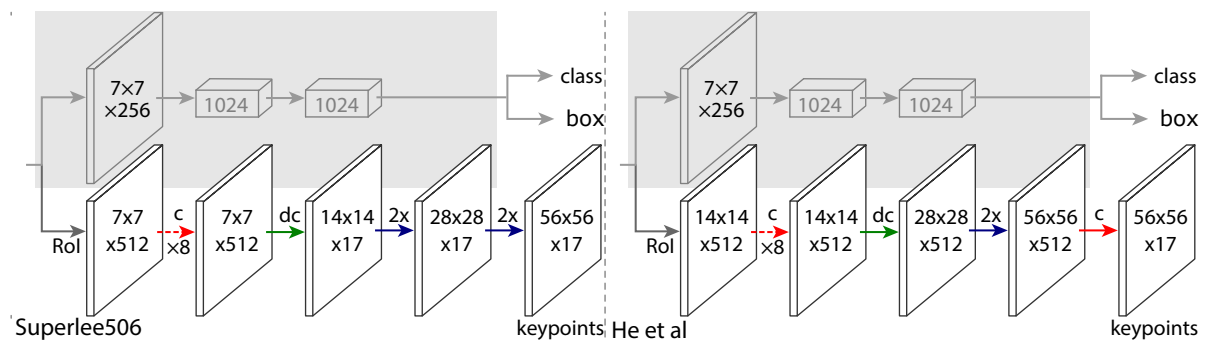 7×7
×256
1024
1024
class
box
RoI
7x7
x512
c
×8
7x7
x512
dc
14x14
x17
2x
28x28
x17
2x
56x56
x17
Superlee506
keypoints
7×7
×256
1024
1024
class
box
RoI
14x14
x512
c
×8
14x14
x512
dc
28x28
x512
2x
56x56
x512
c
56x56
x17
He et al
keypoints